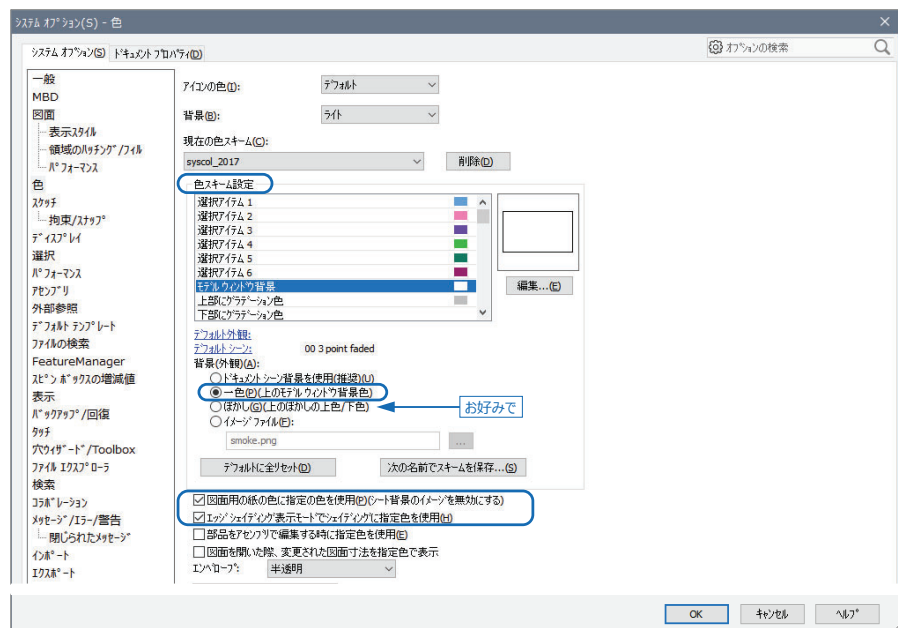 システム オプション(S) - 色
システム オプション(S)
ドキュメント プロパティ(D)
オプションの検索
一般
MBD
図面
表示スタイル
領域のハッチング/フィル
パフォーマンス
色
スケッチ
拘束/スナップ
ディスプレイ
選択
パフォーマンス
アセンブリ
外部参照
デフォルト テンプレート
ファイルの検索
FeatureManager
スピン ボックスの増減値
表示
バックアップ/回復
タッチ
穴ウィザード/Toolbox
ファイル エクスプローラ
検索
コラボレーション
メッセージ/エラー/警告
閉じられたメッセージ
インポート
エクスポート
アイコンの色(I):
デフォルト
背景(B):
ライト
現在の色スキーム(C):
syscol_2017
削除(D)
色スキーム設定
選択アイテム 1
選択アイテム 2
選択アイテム 3
選択アイテム 4
選択アイテム 5
選択アイテム 6
モデル ウィンドウ背景
上部にグラデーション色
下部にグラデーション色
編集...(E)
デフォルト外観:
デフォルト シーン: 00 3 point faded
背景(外観)(A):
ドキュメント シーン背景を使用(推奨)(U)
一色(P)(上のモデル ウィンドウ背景色)
ぼかし(G)(上のぼかしの上色/下色)
お好みで
イメージ ファイル(F):
smoke.png
...
デフォルトに全リセット(D)
次の名前でスキームを保存...(S)
図面用の紙の色に指定の色を使用(P)(シート背景のイメージを無効にする)
エッジ シェイディング表示モードでシェイディングに指定色を使用(H)
部品をアセンブリで編集する時に指定色を使用(E)
図面を開いた際、変更された図面寸法を指定色で表示
エンベロープ:
半透明
OK
キャンセル
ヘルプ